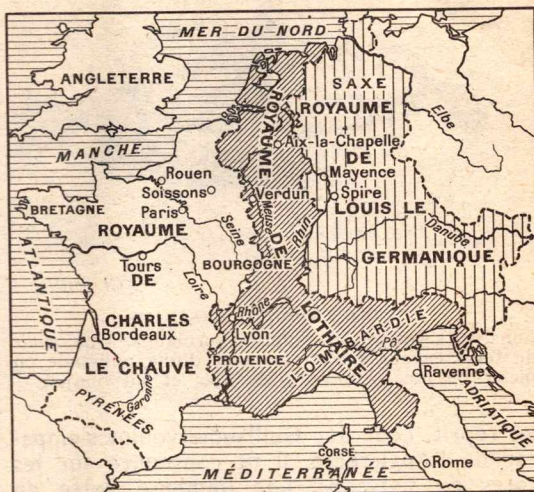 MER DU NORD
ANGLETERRE
SAXE
ROYAUME
Elbe
ROYAUME
Aix-la-Chapelle
MANCHE
DE
Rouen
Mayence
Soissons
Verdun
Spire
BRETAGNE
Paris
Meuse
LOUIS LE
ROYAUME
Seine
DE
Rhin
Danube
ATLANTIQUE
Tours
BOURGOGNE
GERMANIQUE
DE
Loire
CHARLES
Rhône
LOTHAIRE
Bordeaux
Lyon
LOMBARDIE
Pô
LE CHAUVE
PROVENCE
Ravenne
Garonne
PYRÉNÉES
ADRIATIQUE
CORSE
Rome
MÉDITERRANÉE